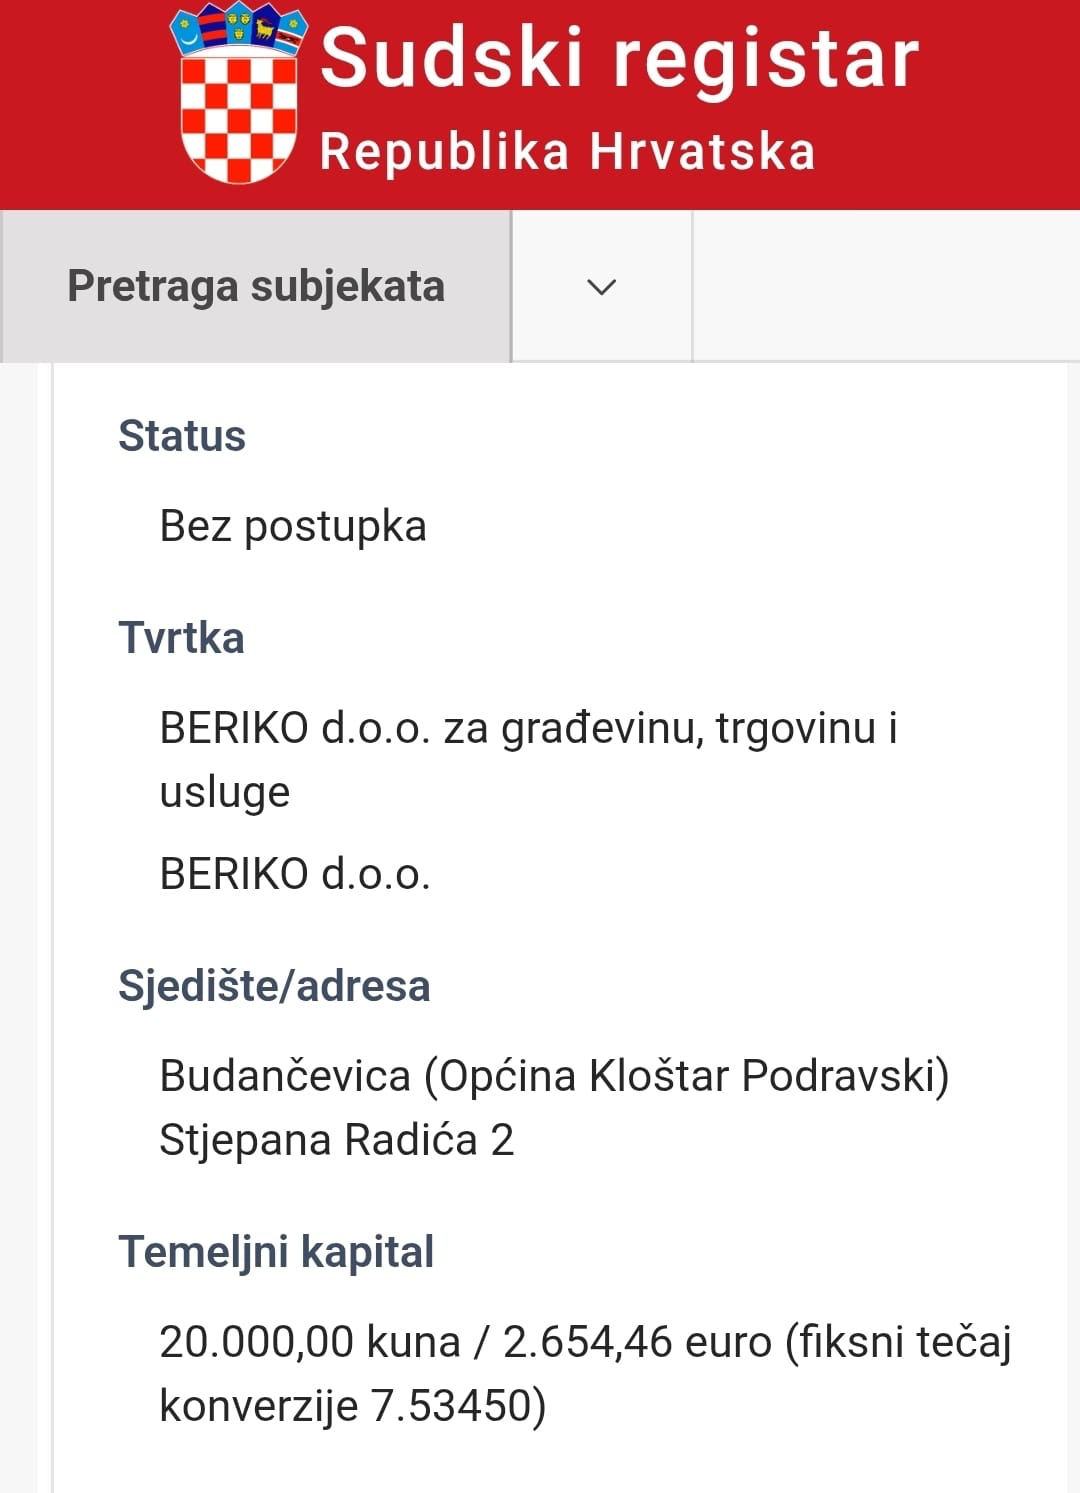 Sudski registar
Republika Hrvatska
Pretraga subjekata
Status
Bez postupka
Tvrtka
BERIKO d.o.o. za građevinu, trgovinu i
usluge
BERIKO d.o.o.
Sjedište/adresa
Budančevica (Općina Kloštar Podravski)
Stjepana Radića 2
Temeljni kapital
20.000,00 kuna / 2.654,46 euro (fiksni tečaj
konverzije 7.53450)